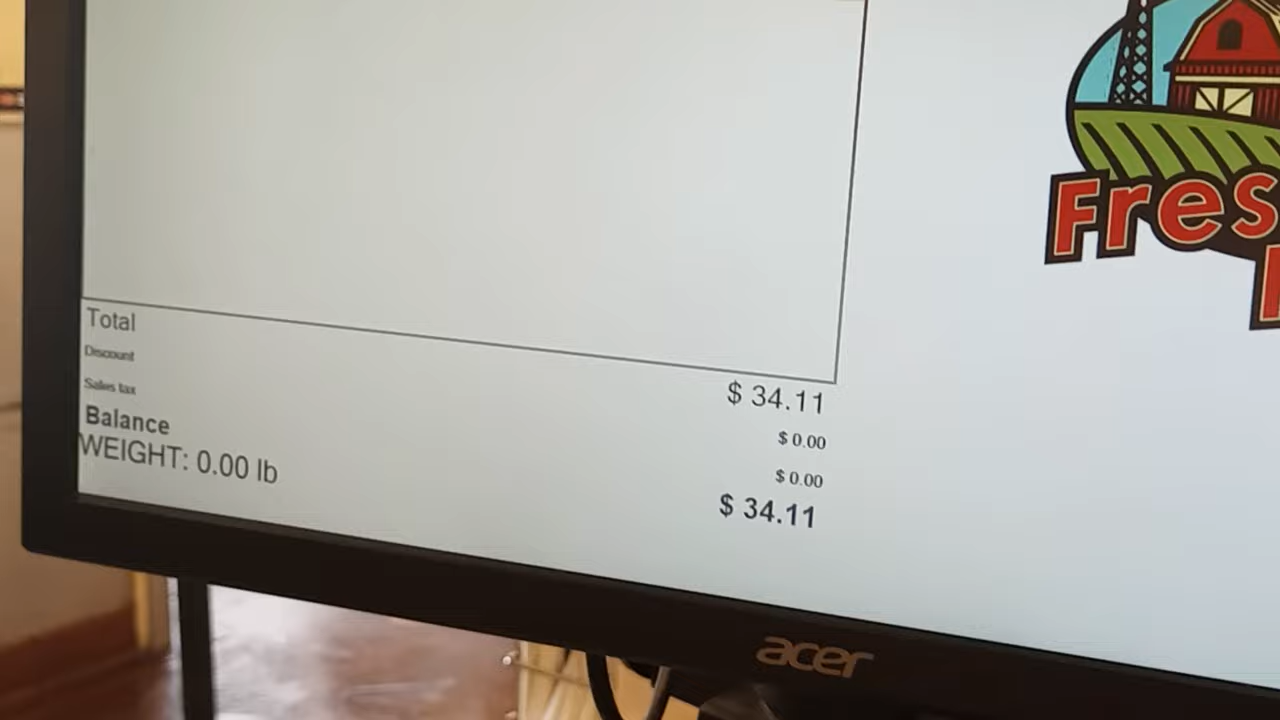 Total $ 34.11
Discount $ 0.00
Sales tax $ 0.00
Balance $ 34.11
WEIGHT: 0.00 lb
Fres
acer